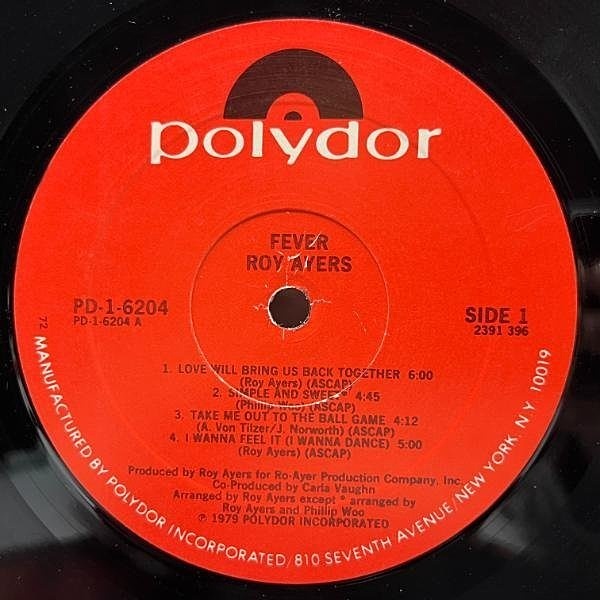 polydor
FEVER
ROY AYERS
PD-1-6204
PD-1-6204 A
SIDE 1
2391 396
1. LOVE WILL BRING US BACK TOGETHER 6:00
(Roy Ayers) (ASCAP)
2. SIMPLE AND SWEET* 4:45
(Phillip Woo) (ASCAP)
3. TAKE ME OUT TO THE BALL GAME 4:12
(A. Von Tilzer/J. Norworth) (ASCAP)
4. I WANNA FEEL IT (I WANNA DANCE) 5:00
(Roy Ayers) (ASCAP)
Produced by Roy Ayers for Ro-Ayer Production Company, Inc.
Co-Produced by Carla Vaughn
Arranged by Roy Ayers except * arranged by
Roy Ayers and Phillip Woo
℗ 1979 POLYDOR INCORPORATED
72 MANUFACTURED BY POLYDOR INCORPORATED/810 SEVENTH AVENUE/NEW YORK. N.Y 10019